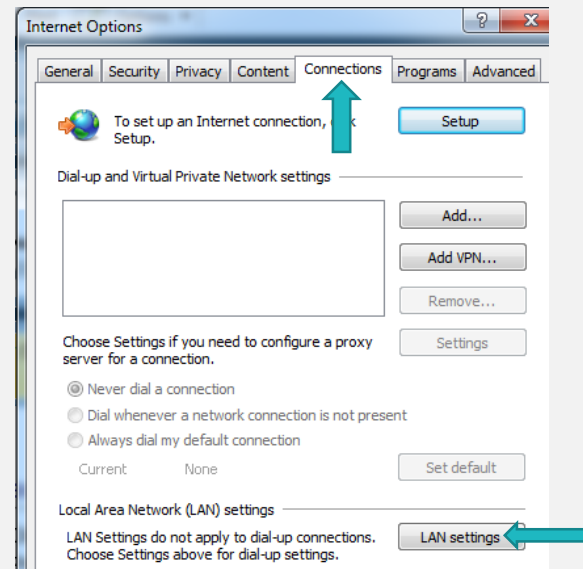 Internet Options
General Security Privacy Content Connections Programs Advanced
To set up an Internet connection,
Setup.
Setup
Dial-up and Virtual Private Network settings
Add...
Add VPN...
Remove...
Choose Settings if you need to configure a proxy
server for a connection.
Settings
Never dial a connection
Dial whenever a network connection is not present
Always dial my default connection
Current None
Set default
Local Area Network (LAN) settings
LAN Settings do not apply to dial-up connections.
Choose Settings above for dial-up settings.
LAN settings